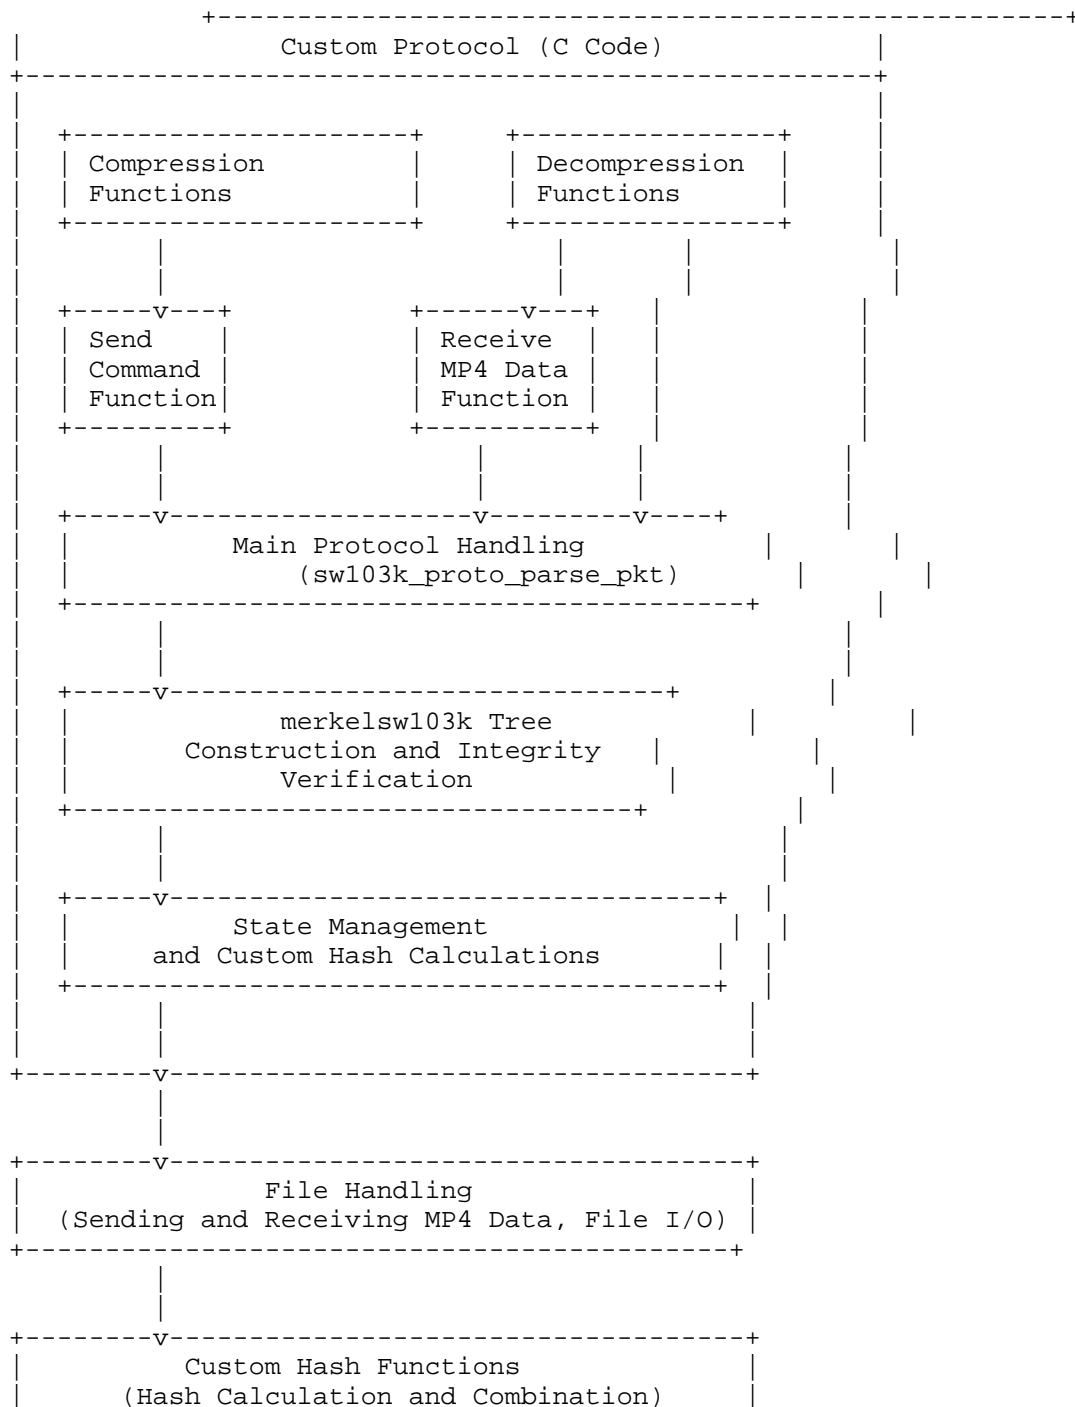 Custom Protocol (C Code)
Compression Decompression
Functions Functions
Send Receive
Command MP4 Data
Function Function
Main Protocol Handling
(sw103k_proto_parse_pkt)
merkelsw103k Tree
Construction and Integrity
Verification
State Management
and Custom Hash Calculations
File Handling
(Sending and Receiving MP4 Data, File I/O)
Custom Hash Functions
(Hash Calculation and Combination)